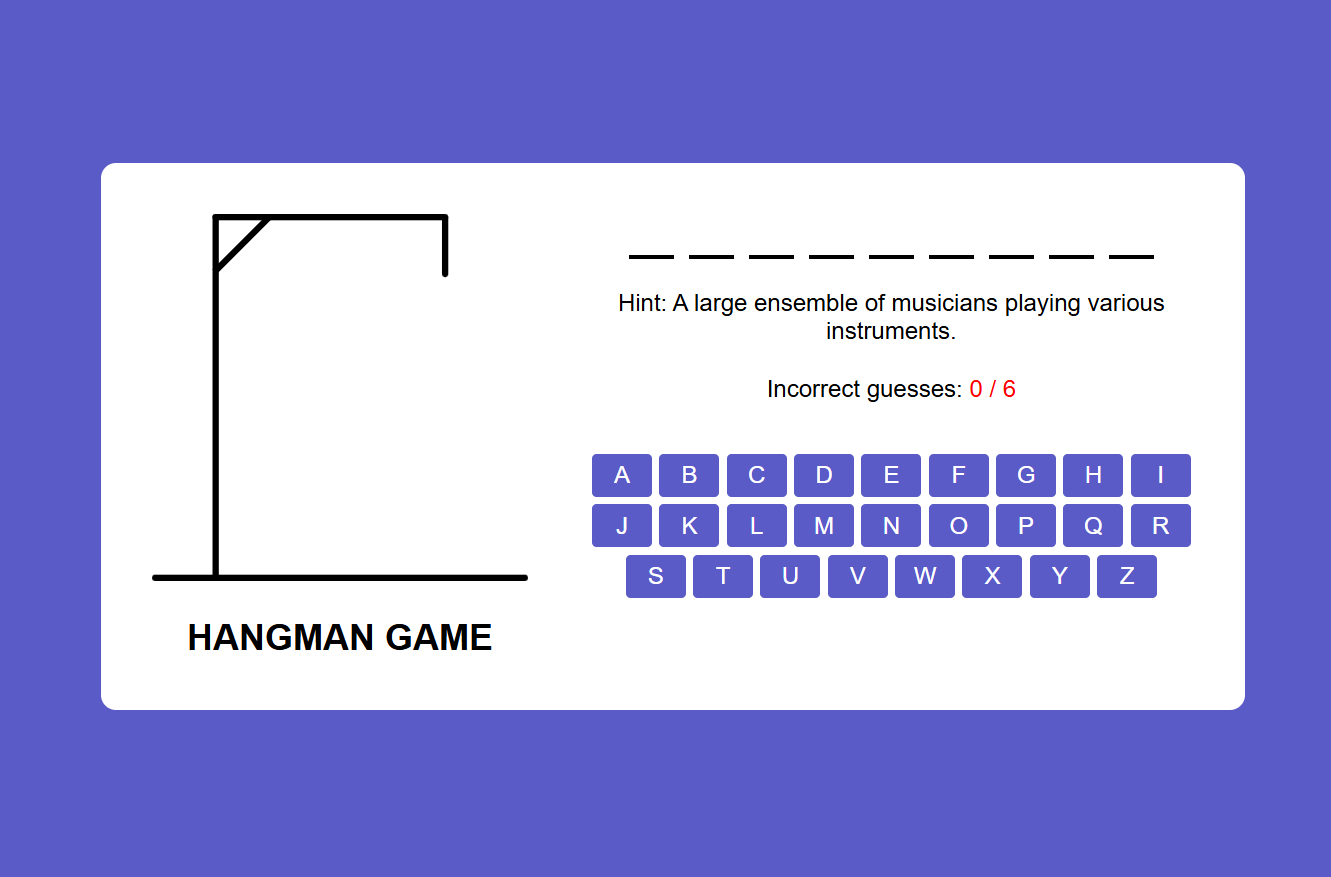 Hint: A large ensemble of musicians playing various
instruments.
Incorrect guesses: 0 / 6
A B C D E F G H I
J K L M N O P Q R
S T U V W X Y Z
HANGMAN GAME